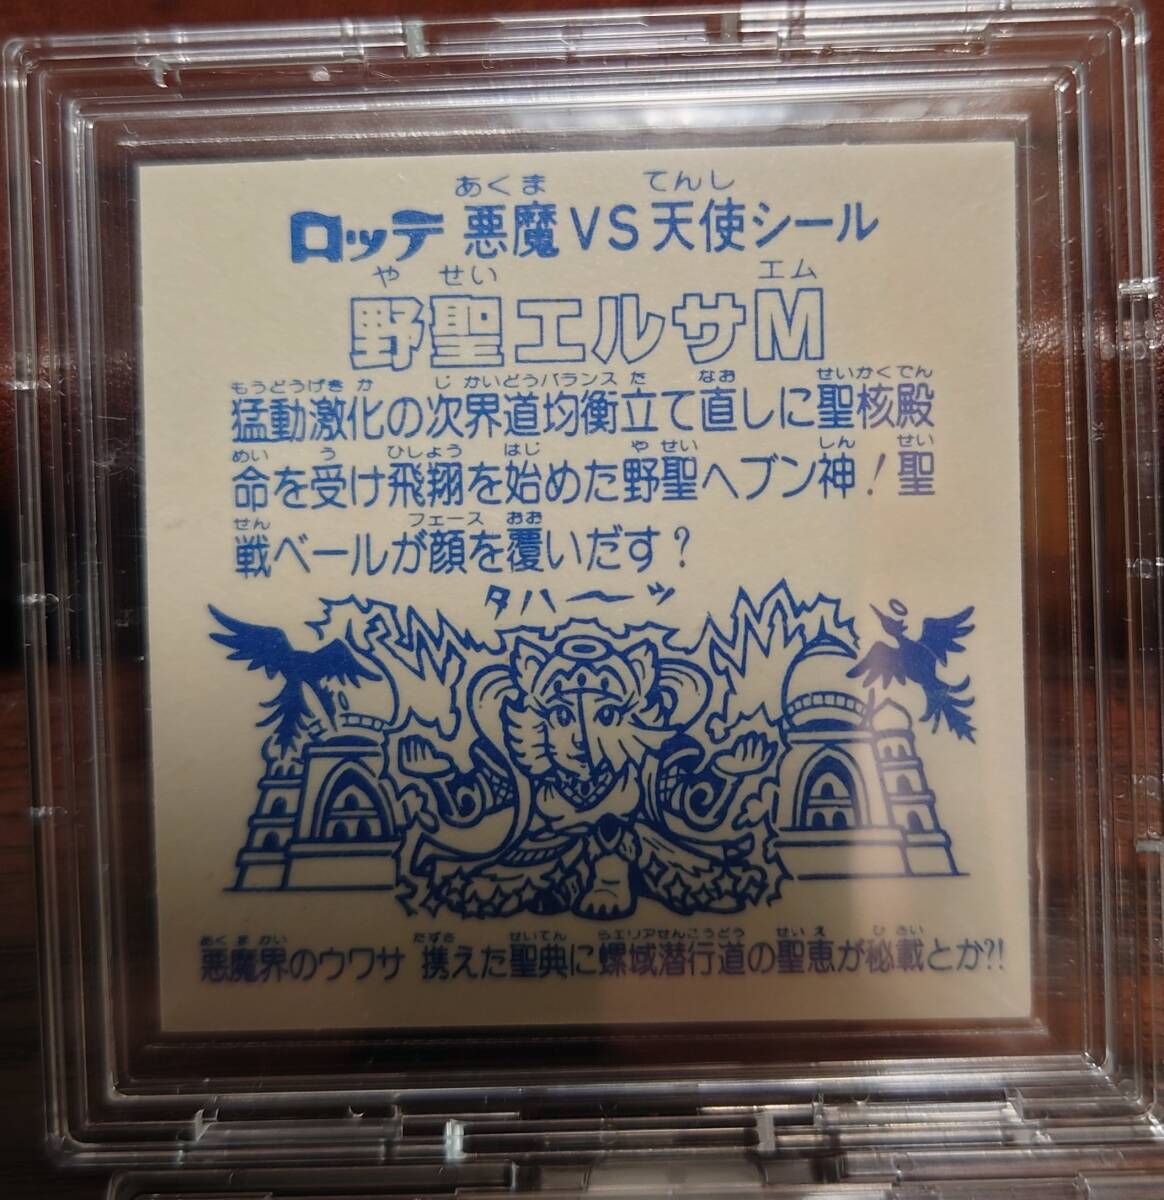 あくま てんし
ロッテ 悪魔VS天使シール
や せい エム
野聖エルサM
もうどうげき か じ かいどうバランス た なお せいかくでん
猛動激化の次界道均衡立て直しに聖核殿
めい う ひしょう はじ や せい しん せい
命を受け飛翔を始めた野聖ヘブン神!聖
せん フェース おお
戦ベールが顔を覆いだす?
タハ〜ッ
あくまかい たずさ せいてん らエリアせんこうどう せいえ ひさい
悪魔界のウワサ 携えた聖典に螺域潜行道の聖恵が秘載とか?!